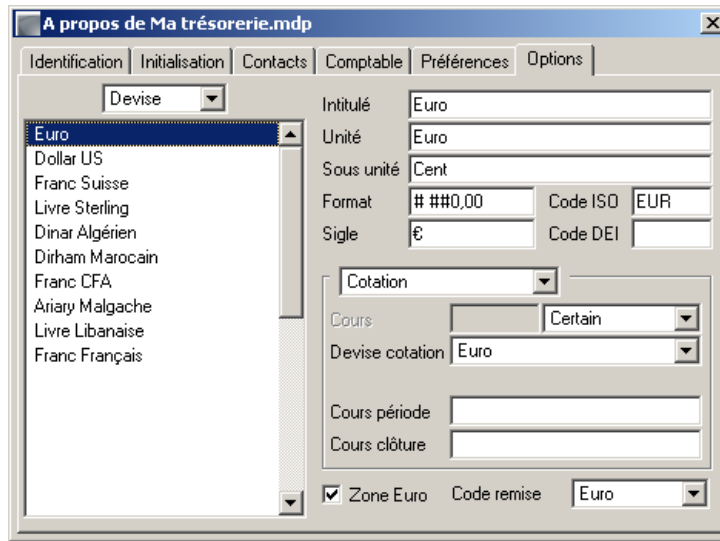 A propos de Ma trésorerie.mdp
Identification Initialisation Contacts Comptable Préférences Options
Devise
Euro
Dollar US
Franc Suisse
Livre Sterling
Dinar Algérien
Dirham Marocain
Franc CFA
Ariary Malgache
Livre Libanaise
Franc Français
Intitulé Euro
Unité Euro
Sous unité Cent
Format # ##0,00 Code ISO EUR
Sigle € Code DEI
Cotation
Cours Certain
Devise cotation Euro
Cours période
Cours clôture
Zone Euro Code remise Euro